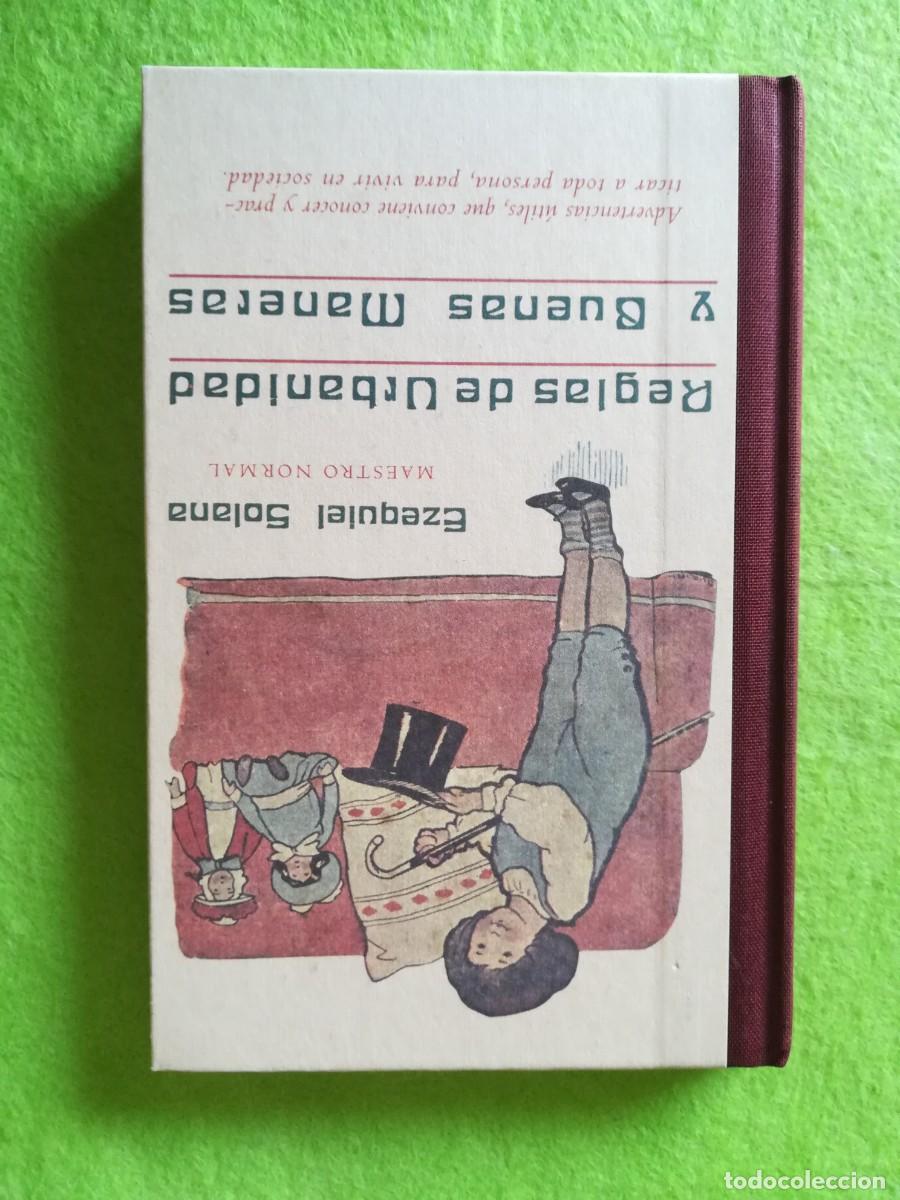 Ezequiel Solana
MAESTRO NORMAL
Reglas de Urbanidad
y Buenas Maneras
Advertencias útiles, que conviene conocer y prac-
ticar a toda persona, para vivir en sociedad.
todocoleccion